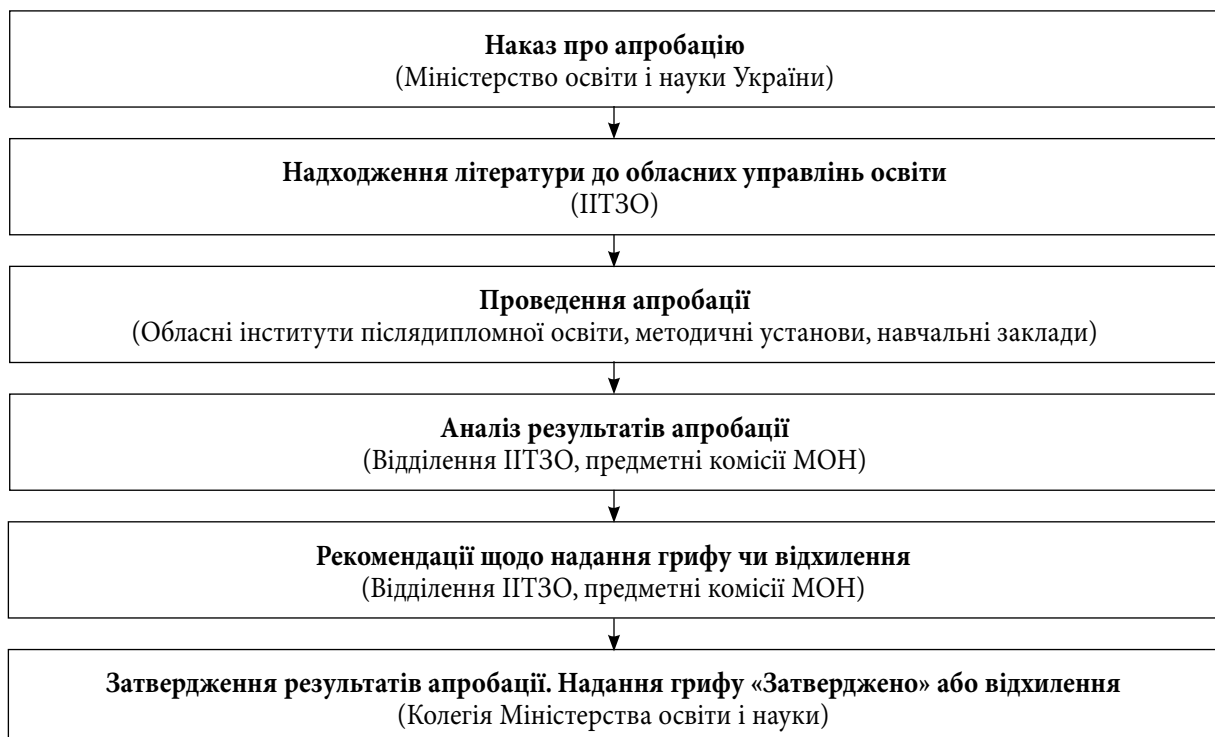 Наказ про апробацію
(Міністерство освіти і науки України)
Надходження літератури до обласних управлінь освіти
(ІІТЗО)
Проведення апробації
(Обласні інститути післядипломної освіти, методичні установи, навчальні заклади)
Аналіз результатів апробації
(Відділення ІІТЗО, предметні комісії МОН)
Рекомендації щодо надання грифу чи відхилення
(Відділення ІІТЗО, предметні комісії МОН)
Затвердження результатів апробації. Надання грифу «Затверджено» або відхилення
(Колегія Міністерства освіти і науки)